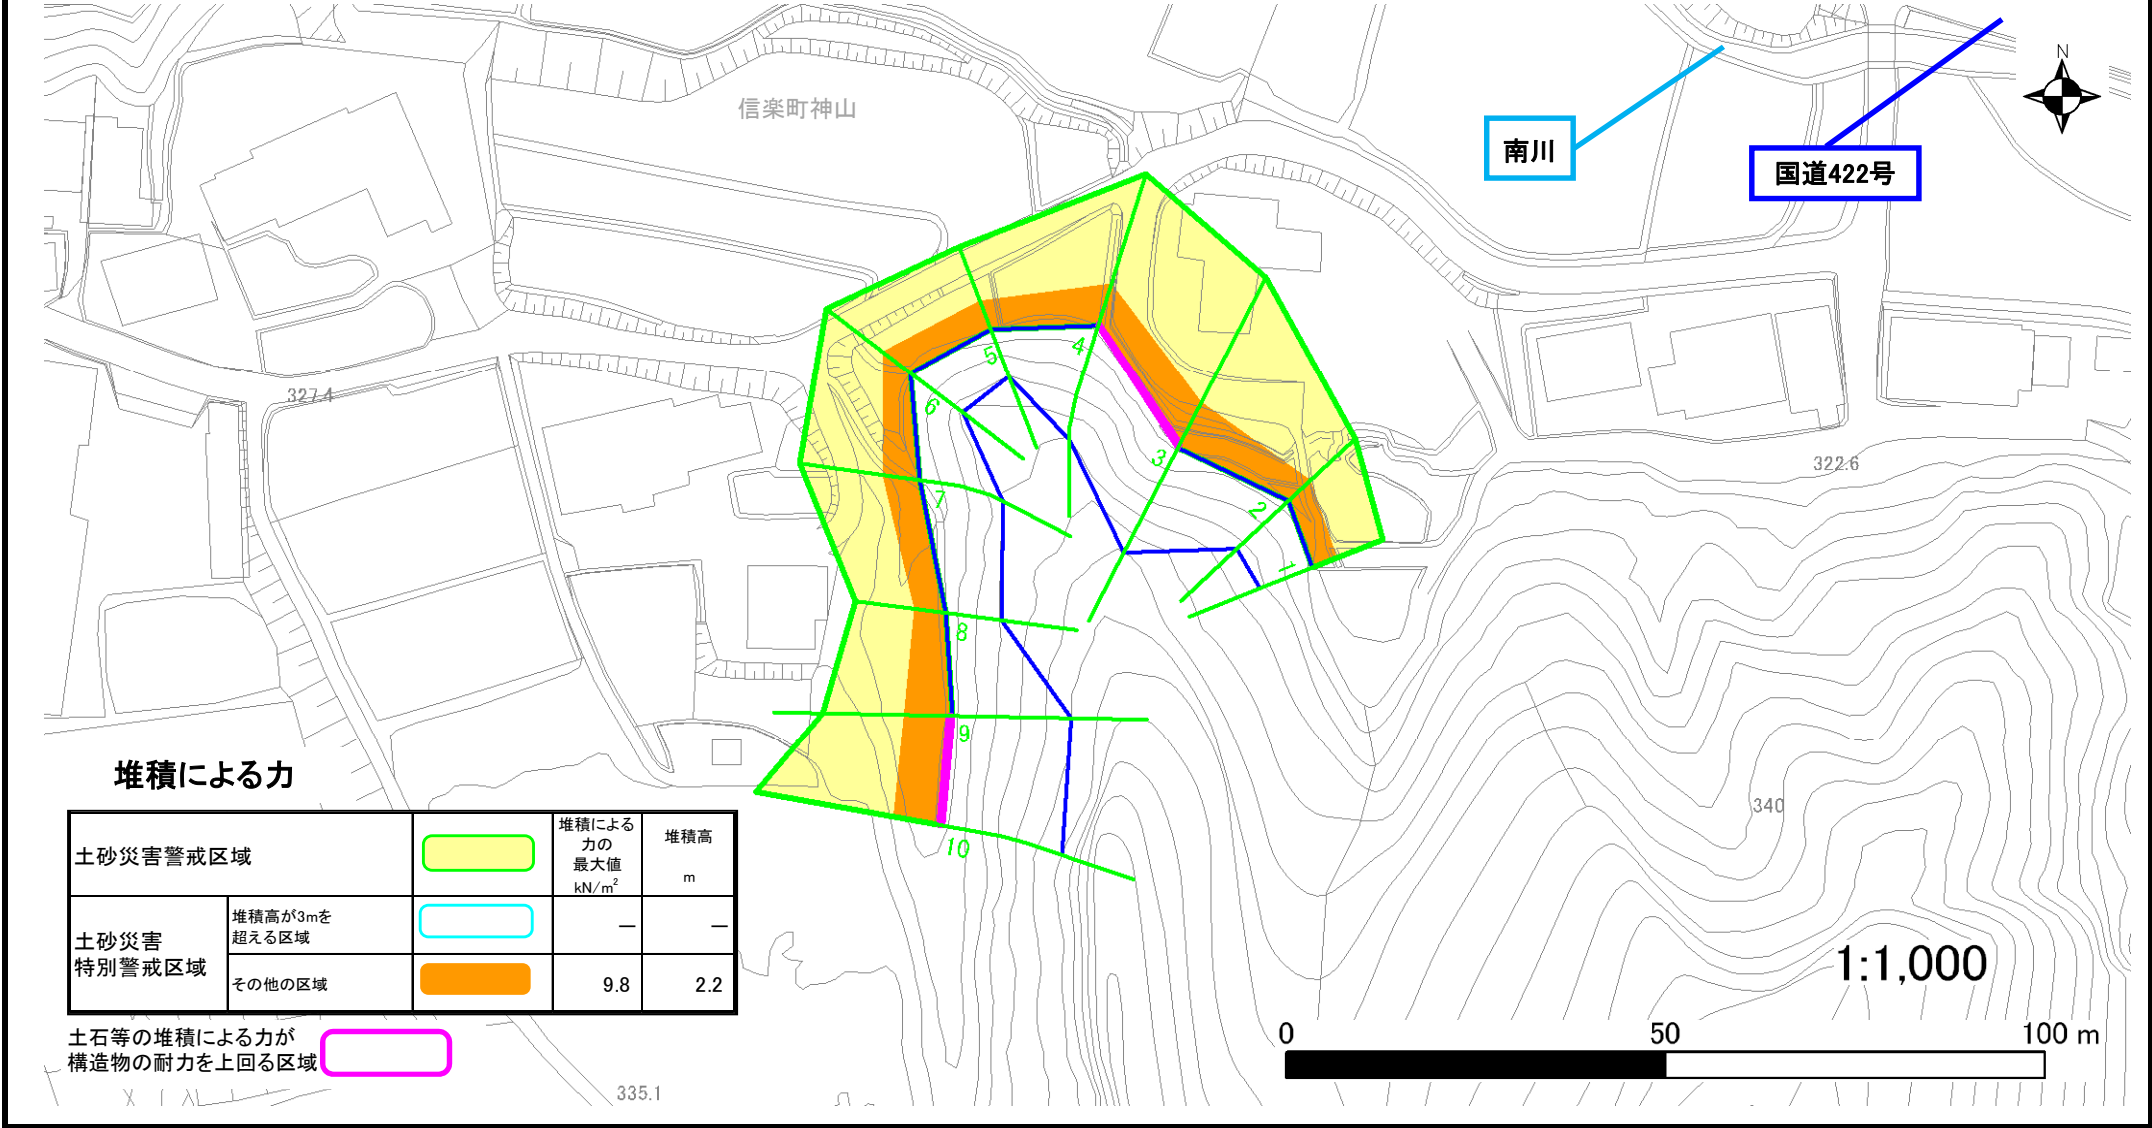 N
信楽町神山
南川
国道422号
327.4
5
4
6
3
322.6
7
2
1
8
9
10
340
堆積による力
土砂災害警戒区域
堆積による
力の
最大値
kN/m²
堆積高
m
土砂災害
特別警戒区域
堆積高が3mを
超える区域
－
－
その他の区域
9.8
2.2
土石等の堆積による力が
構造物の耐力を上回る区域
335.1
1:1,000
0 50 100 m